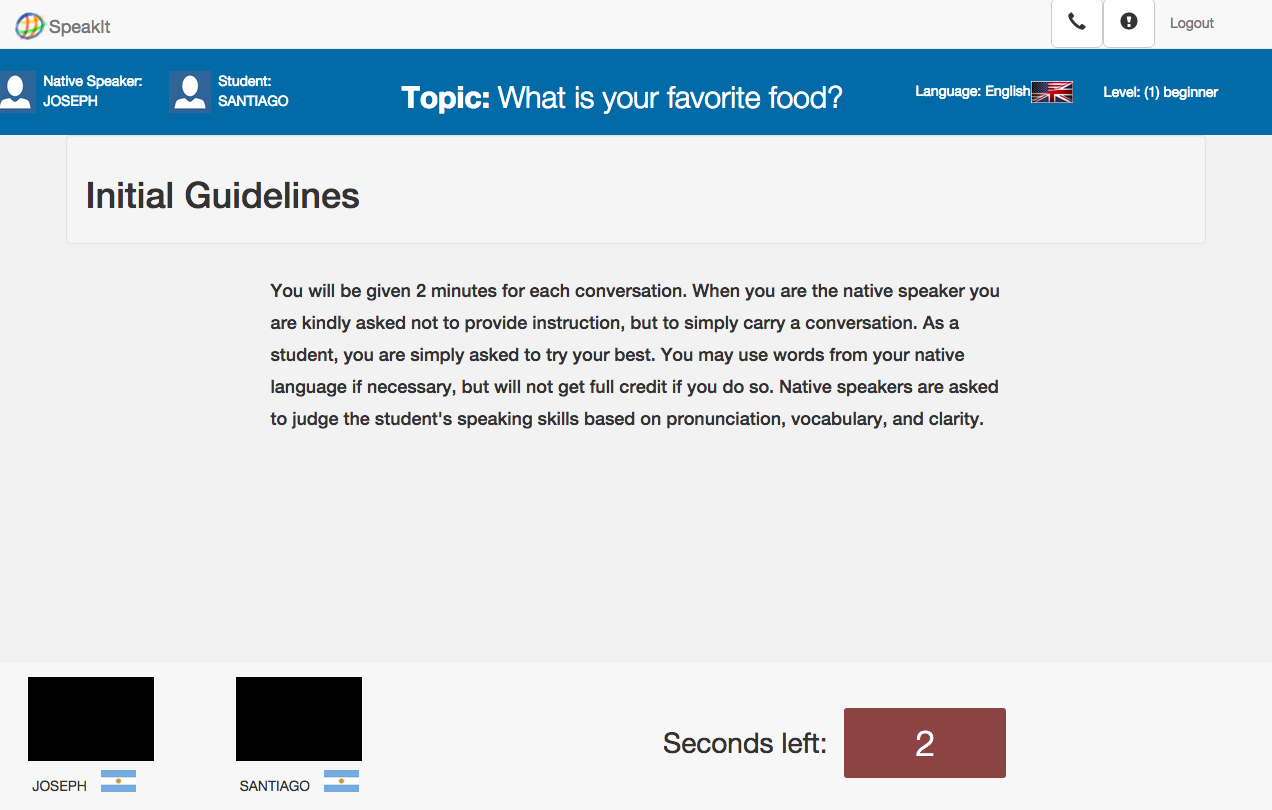 SpeakIt
Logout
Native Speaker:
JOSEPH
Student:
SANTIAGO
Topic: What is your favorite food?
Language: English
Level: (1) beginner
Initial Guidelines
You will be given 2 minutes for each conversation. When you are the native speaker you
are kindly asked not to provide instruction, but to simply carry a conversation. As a
student, you are simply asked to try your best. You may use words from your native
language if necessary, but will not get full credit if you do so. Native speakers are asked
to judge the student's speaking skills based on pronunciation, vocabulary, and clarity.
JOSEPH
SANTIAGO
Seconds left: 2